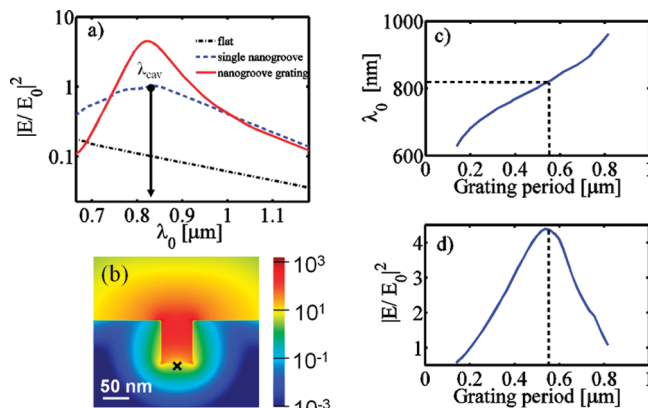 a)
10
1
0.1
|E/ E₀|²
flat
single nanogroove
nanogroove grating
λcav
0.7 0.8 0.9 1 1.1
λ₀ [μm]
(b)
50 nm
10³
10¹
10⁻¹
10⁻³
c)
1000
800
600
λ₀ [nm]
0 0.2 0.4 0.6 0.8 1
Grating period [μm]
d)
4
3
2
1
|E/ E₀|²
0 0.2 0.4 0.6 0.8 1
Grating period [μm]